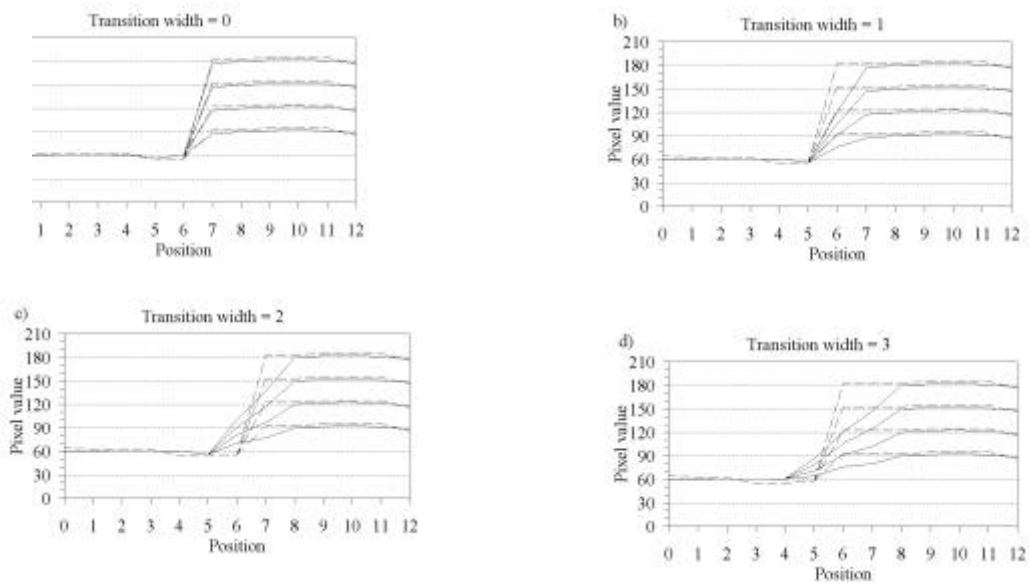 Transition width = 0
1 2 3 4 5 6 7 8 9 10 11 12
Position
b)
Transition width = 1
210
180
150
120
90
60
30
0
Pixel value
0 1 2 3 4 5 6 7 8 9 10 11 12
Position
c)
Transition width = 2
210
180
150
120
90
60
30
0
Pixel value
0 1 2 3 4 5 6 7 8 9 10 11 12
Position
d)
Transition width = 3
210
180
150
120
90
60
30
0
Pixel value
0 1 2 3 4 5 6 7 8 9 10 11 12
Position